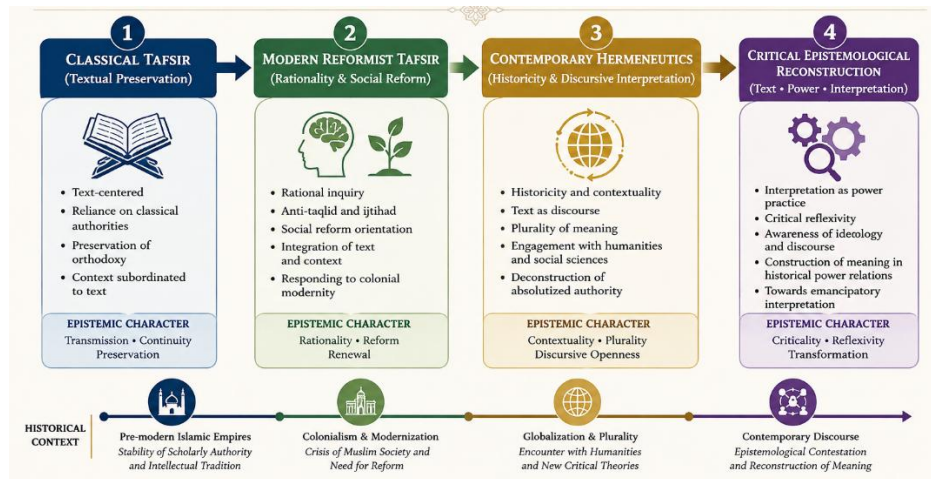 1
CLASSICAL TAFSIR
(Textual Preservation)
• Text-centered
• Reliance on classical
authorities
• Preservation of
orthodoxy
• Context subordinated
to text
EPISTEMIC CHARACTER
Transmission • Continuity
Preservation
2
MODERN REFORMIST TAFSIR
(Rationality & Social Reform)
• Rational inquiry
• Anti-taqlid and ijtihad
• Social reform orientation
• Integration of text
and context
• Responding to colonial
modernity
EPISTEMIC CHARACTER
Rationality • Reform
Renewal
3
CONTEMPORARY HERMENEUTICS
(Historicity & Discursive Interpretation)
• Historicity and contextuality
• Text as discourse
• Plurality of meaning
• Engagement with humanities
and social sciences
• Deconstruction of
absolutized authority
EPISTEMIC CHARACTER
Contextuality • Plurality
Discursive Openness
4
CRITICAL EPISTEMOLOGICAL
RECONSTRUCTION
(Text • Power • Interpretation)
• Interpretation as power
practice
• Critical reflexivity
• Awareness of ideology
and discourse
• Construction of meaning in
historical power relations
• Towards emancipatory
interpretation
EPISTEMIC CHARACTER
Criticality • Reflexivity
Transformation
HISTORICAL
CONTEXT
Pre-modern Islamic Empires
Stability of Scholarly Authority
and Intellectual Tradition
Colonialism & Modernization
Crisis of Muslim Society and
Need for Reform
Globalization & Plurality
Encounter with Humanities
and New Critical Theories
Contemporary Discourse
Epistemological Contestation
and Reconstruction of Meaning